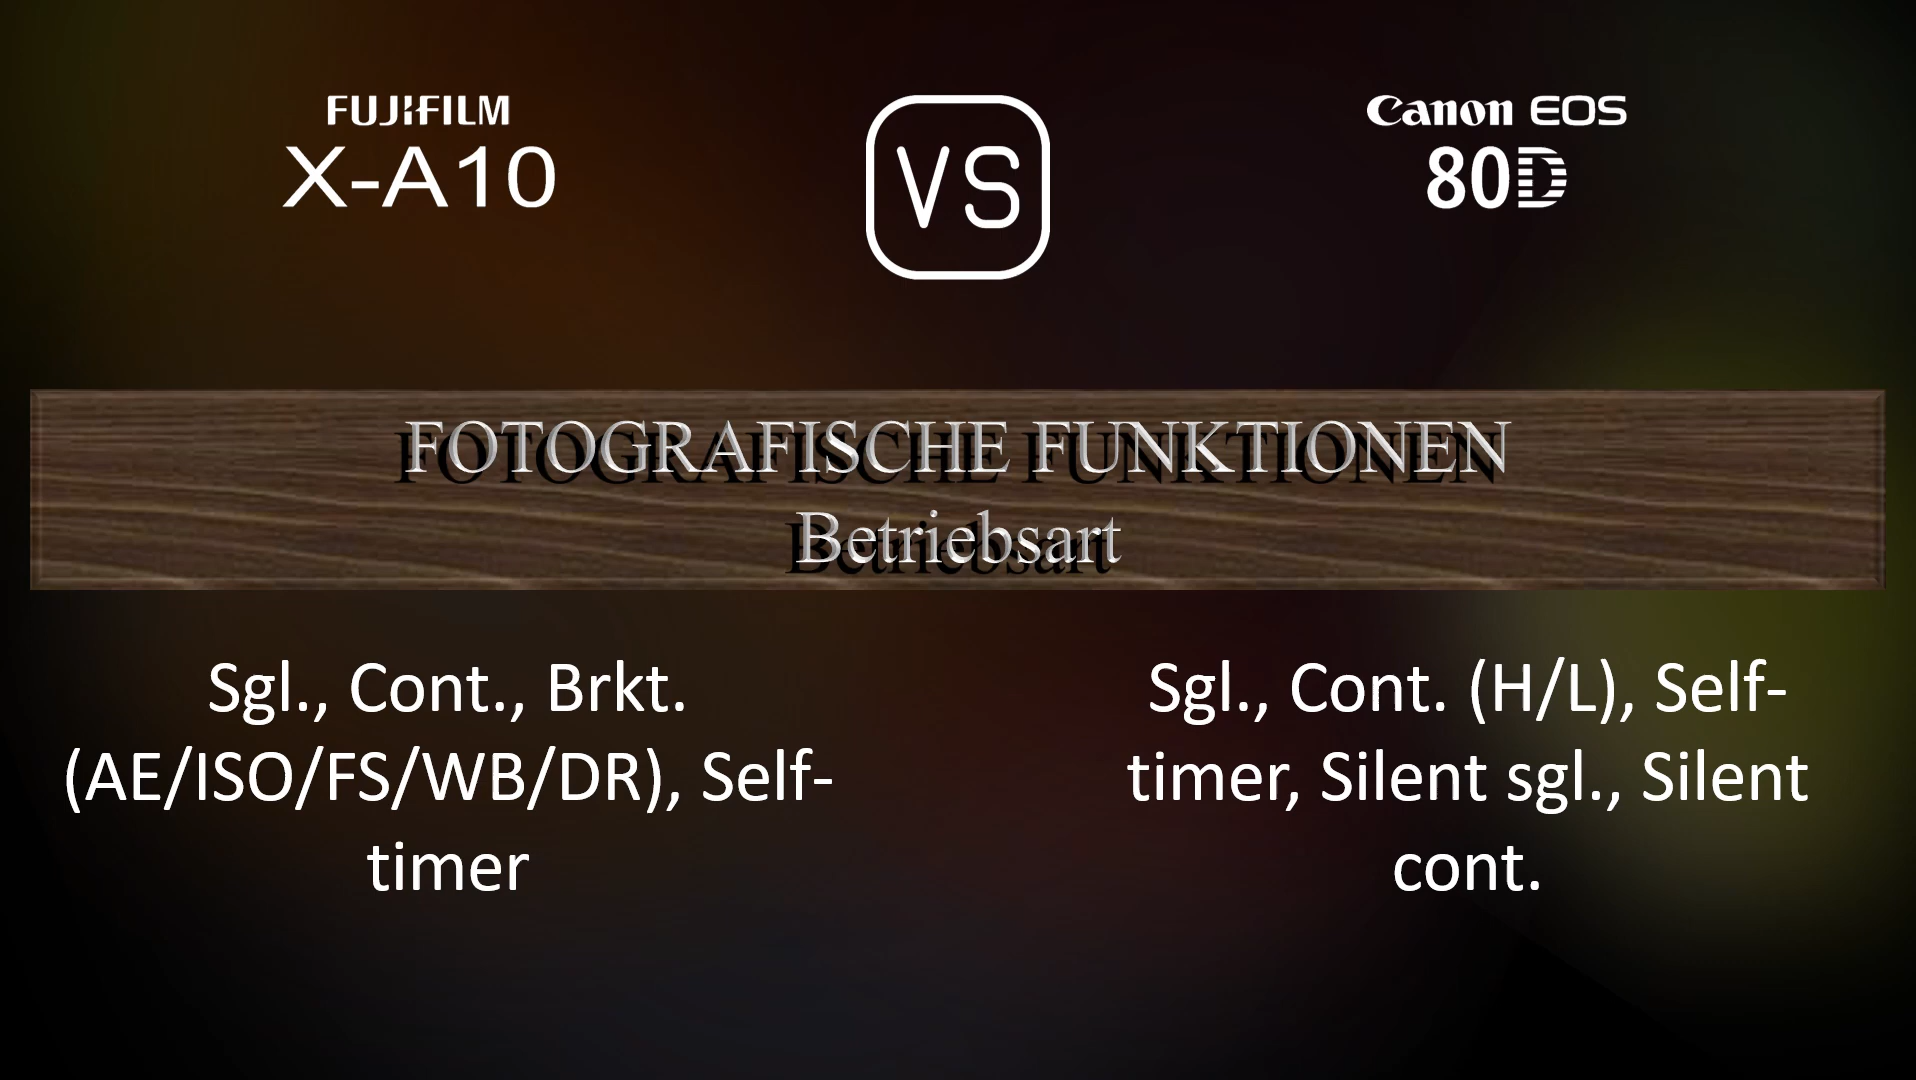 FUJIFILM
X-A10
VS
Canon EOS
80D
FOTOGRAFISCHE FUNKTIONEN
Betriebsart
Sgl., Cont., Brkt.
(AE/ISO/FS/WB/DR), Self-
timer
Sgl., Cont. (H/L), Self-
timer, Silent sgl., Silent
cont.